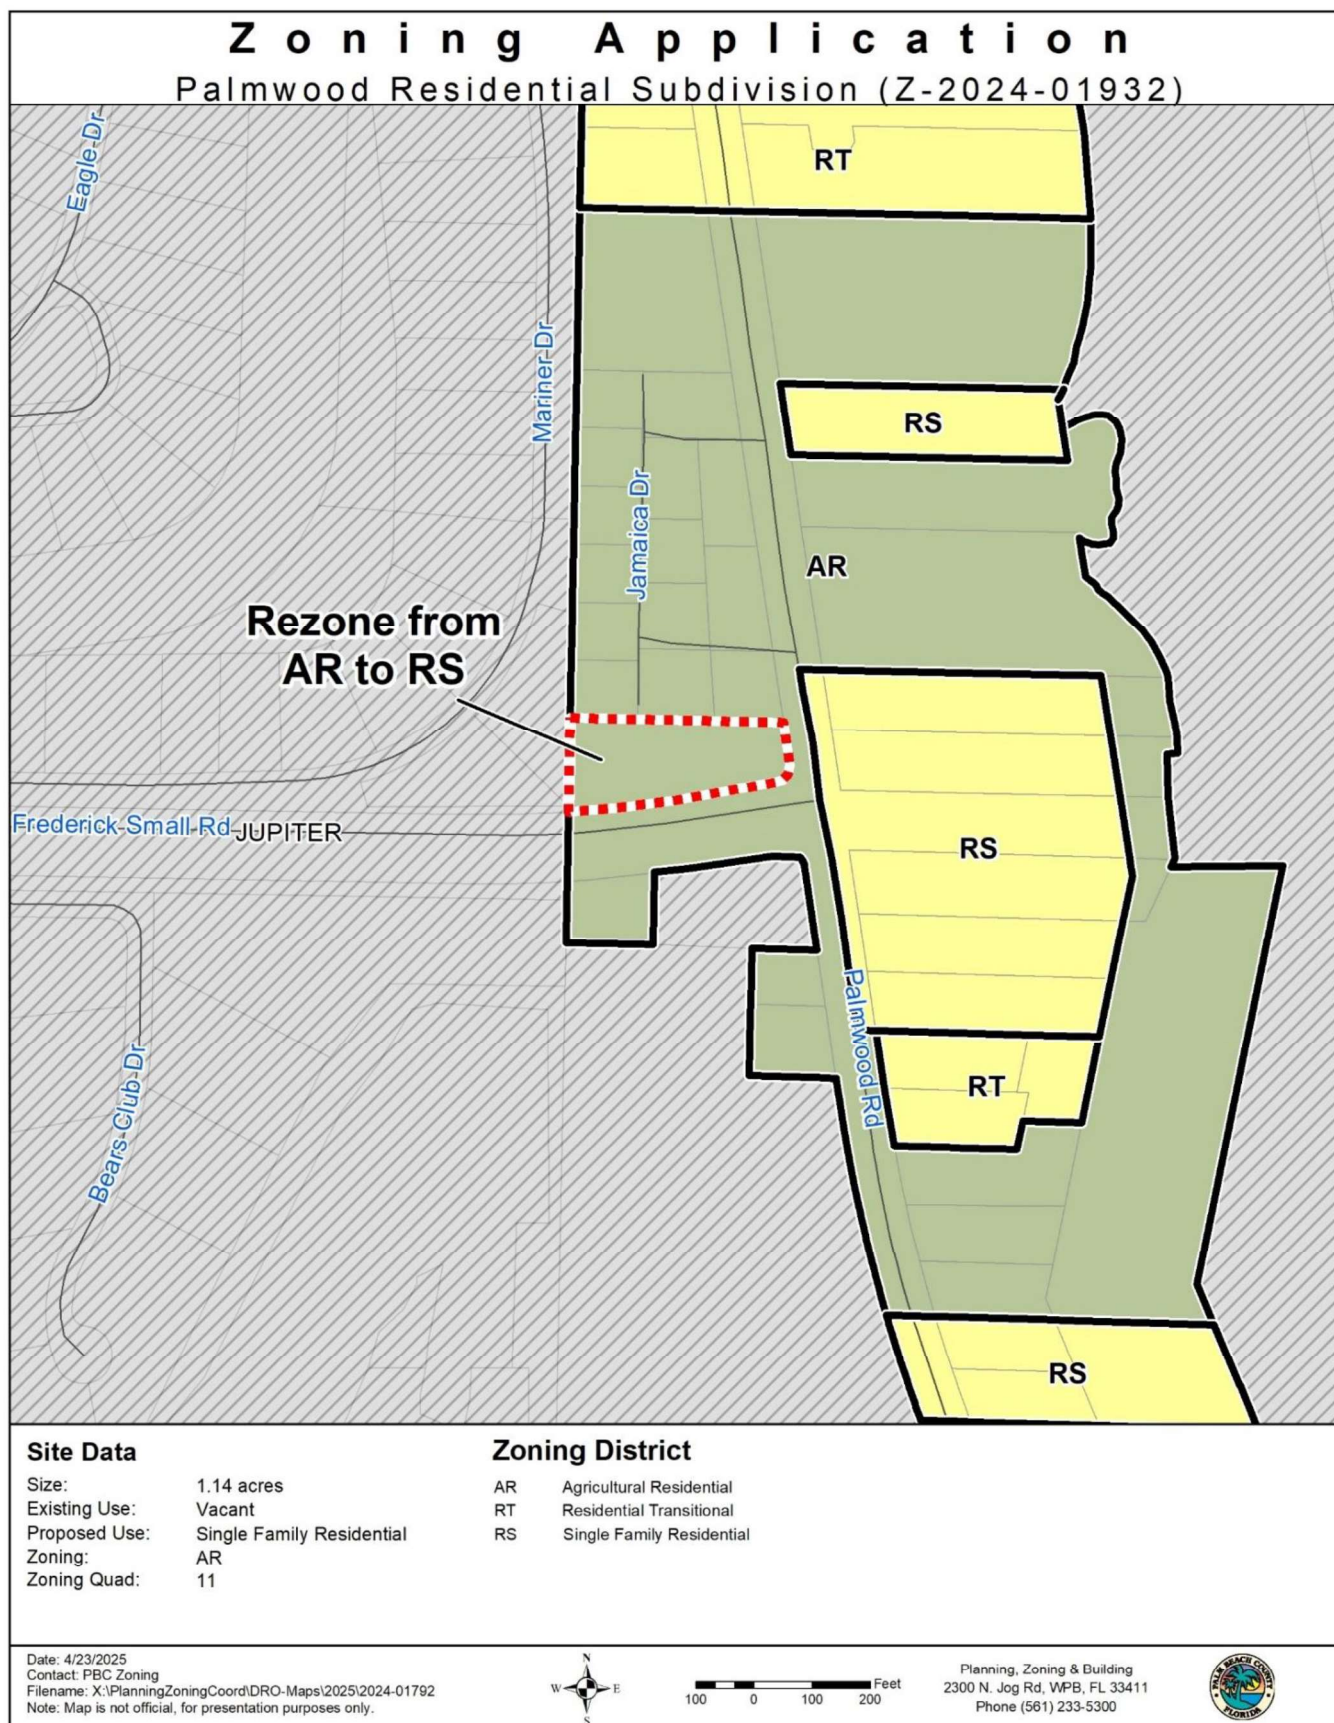 Zoning Application
Palmwood Residential Subdivision (Z-2024-01932)
Eagle Dr
RT
Mariner Dr
RS
Jamaica Dr
AR
Rezone from
AR to RS
Frederick Small Rd
JUPITER
RS
Palmwood Rd
Bears Club Dr
RT
RS
Site Data
Size: 1.14 acres
Existing Use: Vacant
Proposed Use: Single Family Residential
Zoning: AR
Zoning Quad: 11
Zoning District
AR Agricultural Residential
RT Residential Transitional
RS Single Family Residential
Date: 4/23/2025
Contact: PBC Zoning
Filename: X:\PlanningZoningCoord\DRO-Maps\2025\2024-01792
Note: Map is not official, for presentation purposes only.
N
W E
S
Feet
100 0 100 200
Planning, Zoning & Building
2300 N. Jog Rd, WPB, FL 33411
Phone (561) 233-5300
PALM BEACH COUNTY
FLORIDA